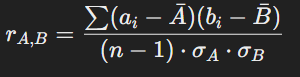 r_{A,B} = \frac{\sum (a_i - \bar{A})(b_i - \bar{B})}{(n-1) \cdot \sigma_A \cdot \sigma_B}